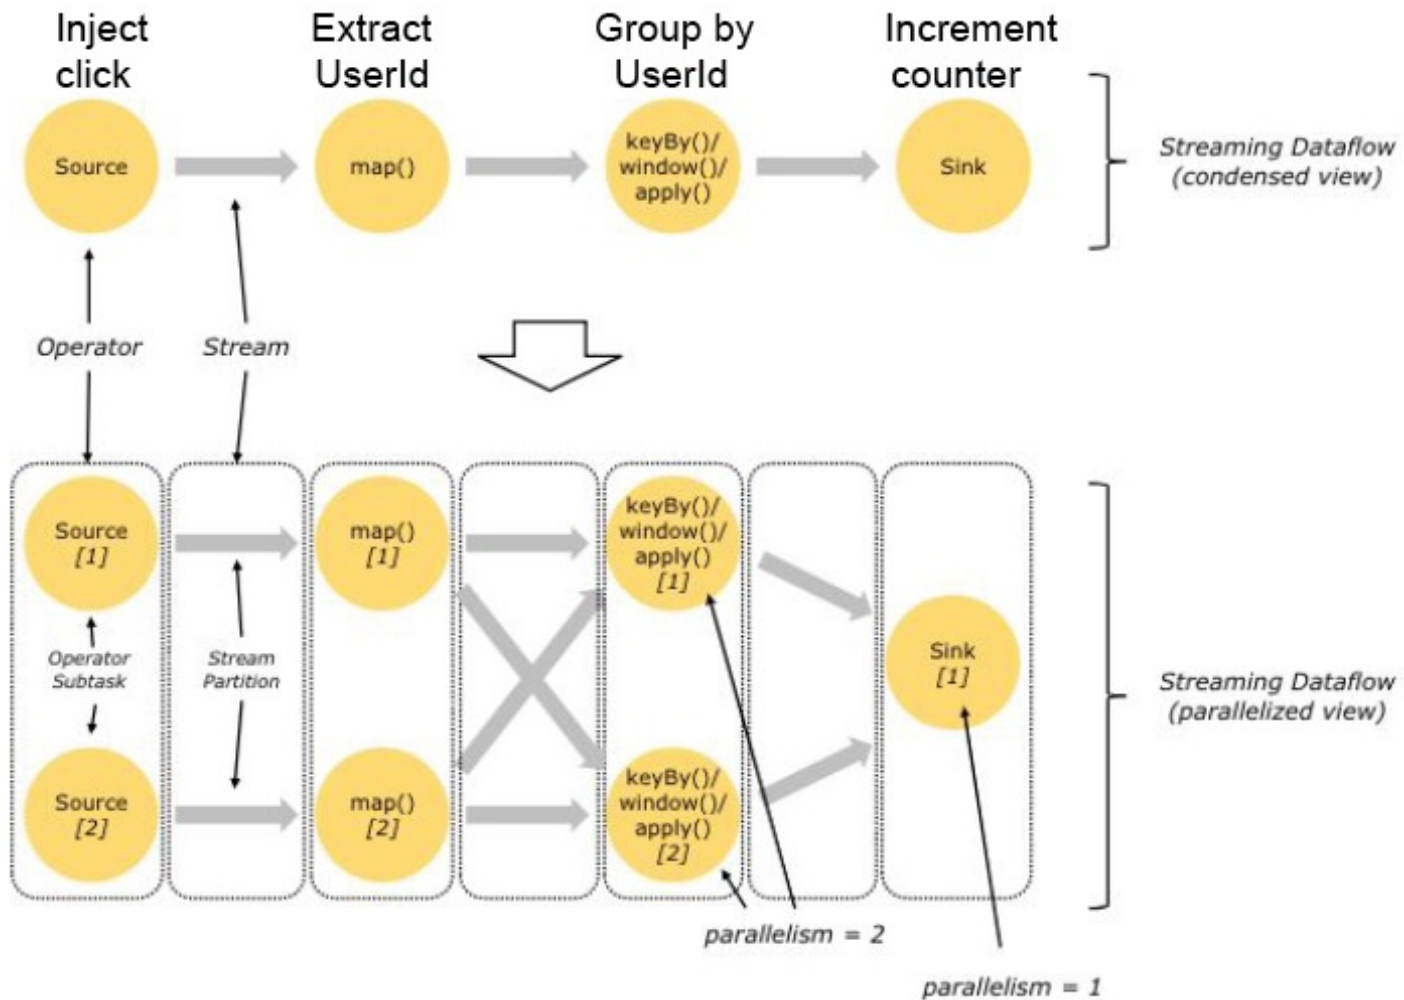 Inject
click
Extract
UserId
Group by
UserId
Increment
counter
Source
map()
keyBy()/
window()/
apply()
Sink
Streaming Dataflow
(condensed view)
Operator
Stream
Source
[1]
map()
[1]
keyBy()/
window()/
apply()
[1]
Operator
Subtask
Stream
Partition
Sink
[1]
Streaming Dataflow
(parallelized view)
Source
[2]
map()
[2]
keyBy()/
window()/
apply()
[2]
parallelism = 2
parallelism = 1